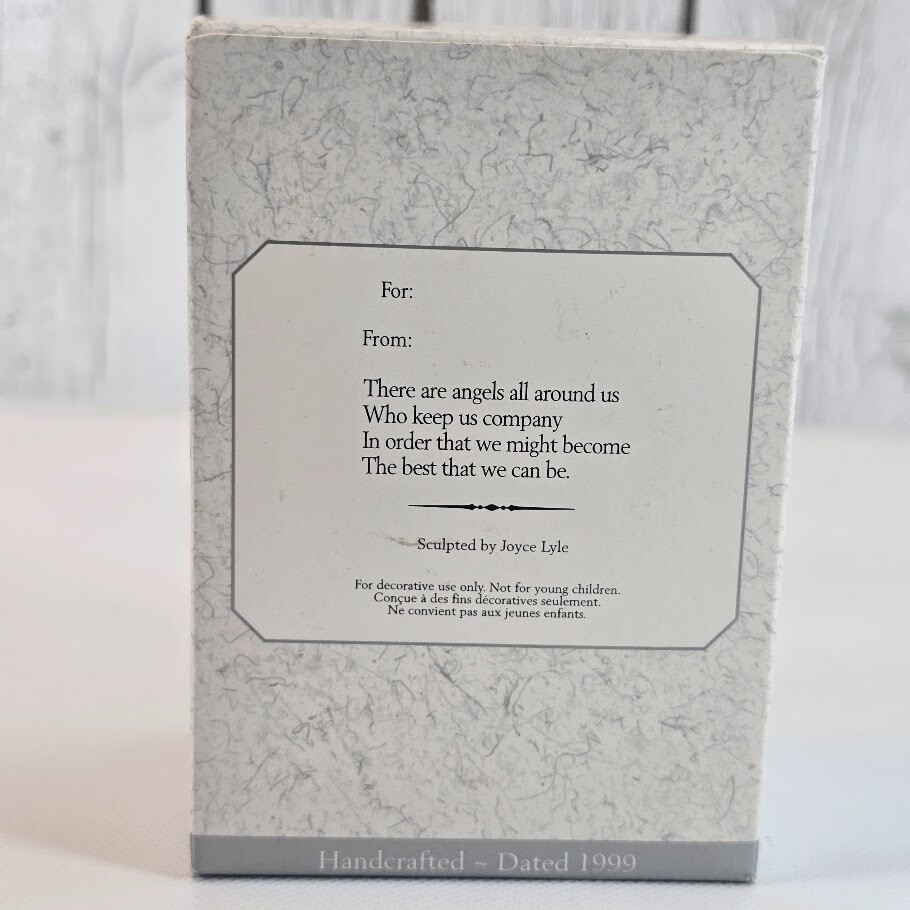 For:
From:
There are angels all around us
Who keep us company
In order that we might become
The best that we can be.
Sculpted by Joyce Lyle
For decorative use only. Not for young children.
Conçue à des fins décoratives seulement.
Ne convient pas aux jeunes enfants.
Handcrafted ~ Dated 1999